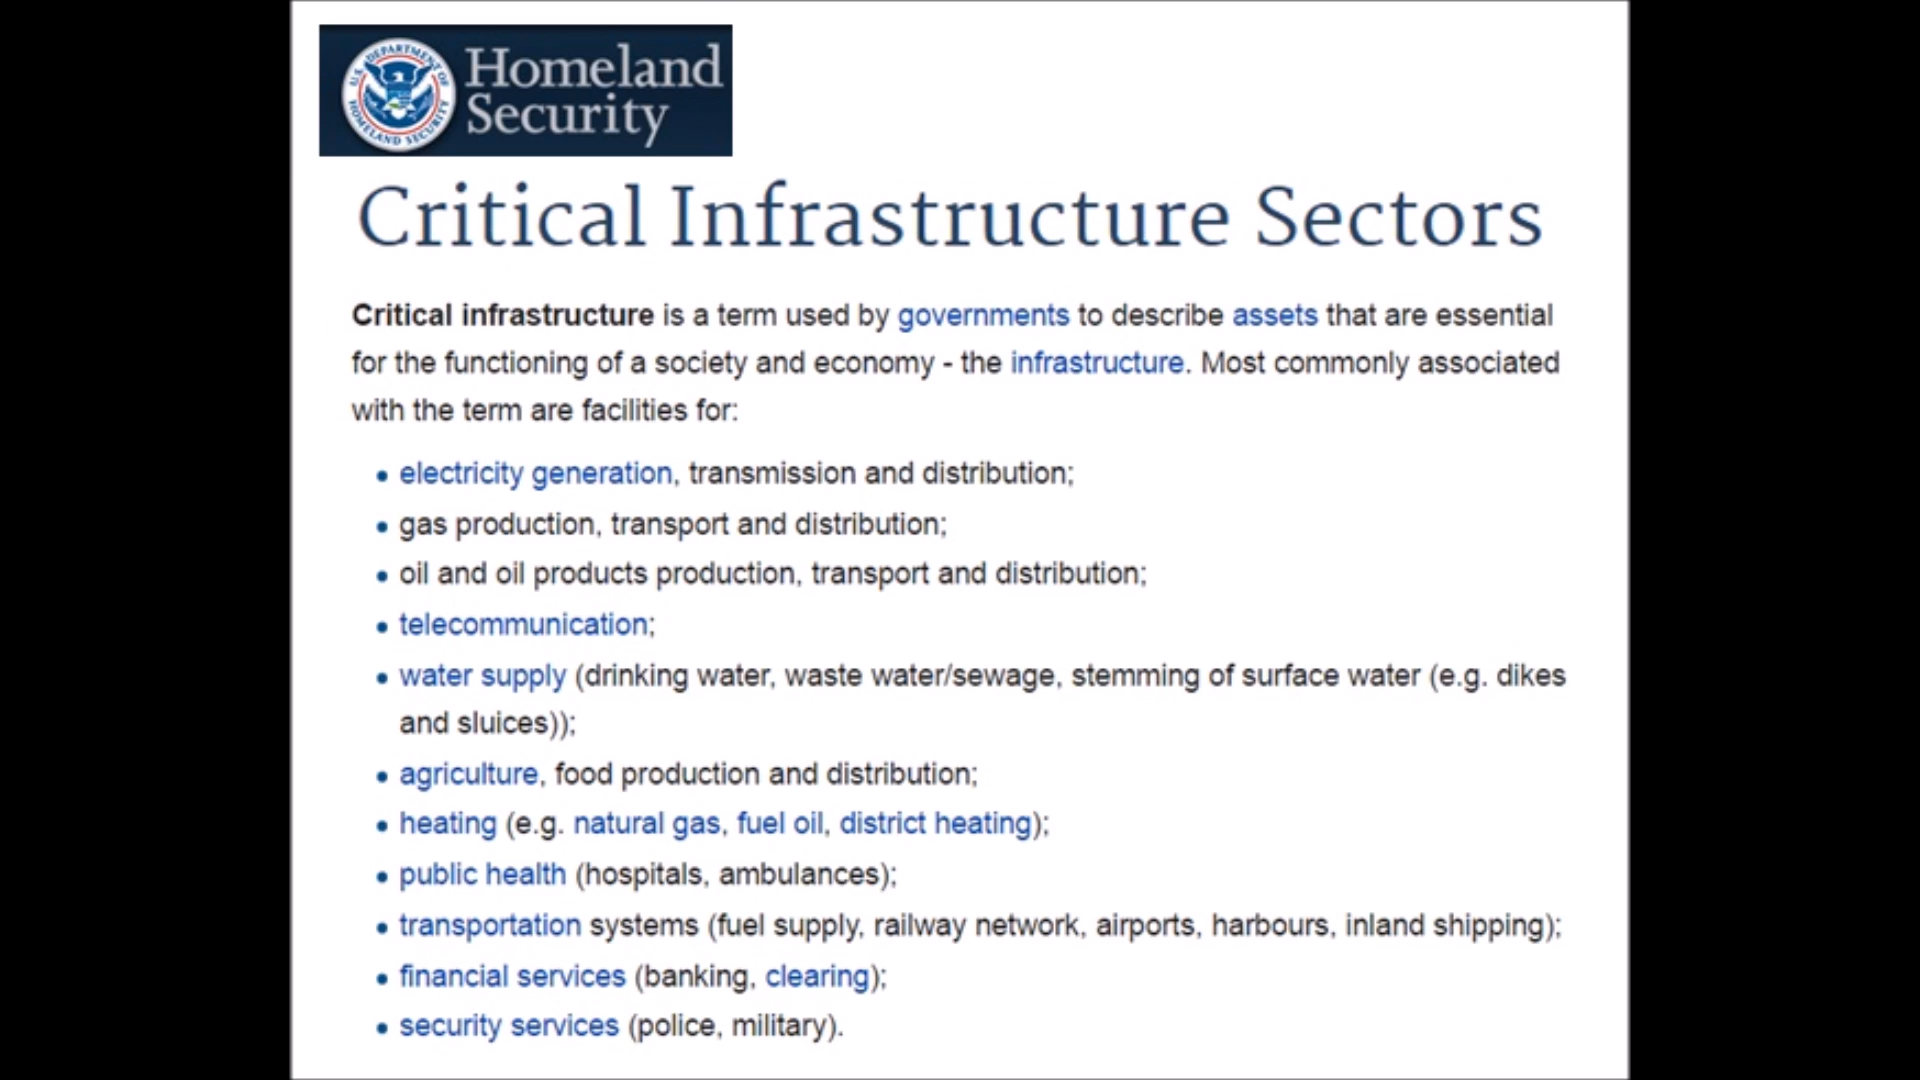 U.S. DEPARTMENT OF
HOMELAND SECURITY
Homeland
Security
Critical Infrastructure Sectors
Critical infrastructure is a term used by governments to describe assets that are essential
for the functioning of a society and economy - the infrastructure. Most commonly associated
with the term are facilities for:
• electricity generation, transmission and distribution;
• gas production, transport and distribution;
• oil and oil products production, transport and distribution;
• telecommunication;
• water supply (drinking water, waste water/sewage, stemming of surface water (e.g. dikes
and sluices));
• agriculture, food production and distribution;
• heating (e.g. natural gas, fuel oil, district heating);
• public health (hospitals, ambulances);
• transportation systems (fuel supply, railway network, airports, harbours, inland shipping);
• financial services (banking, clearing);
• security services (police, military).